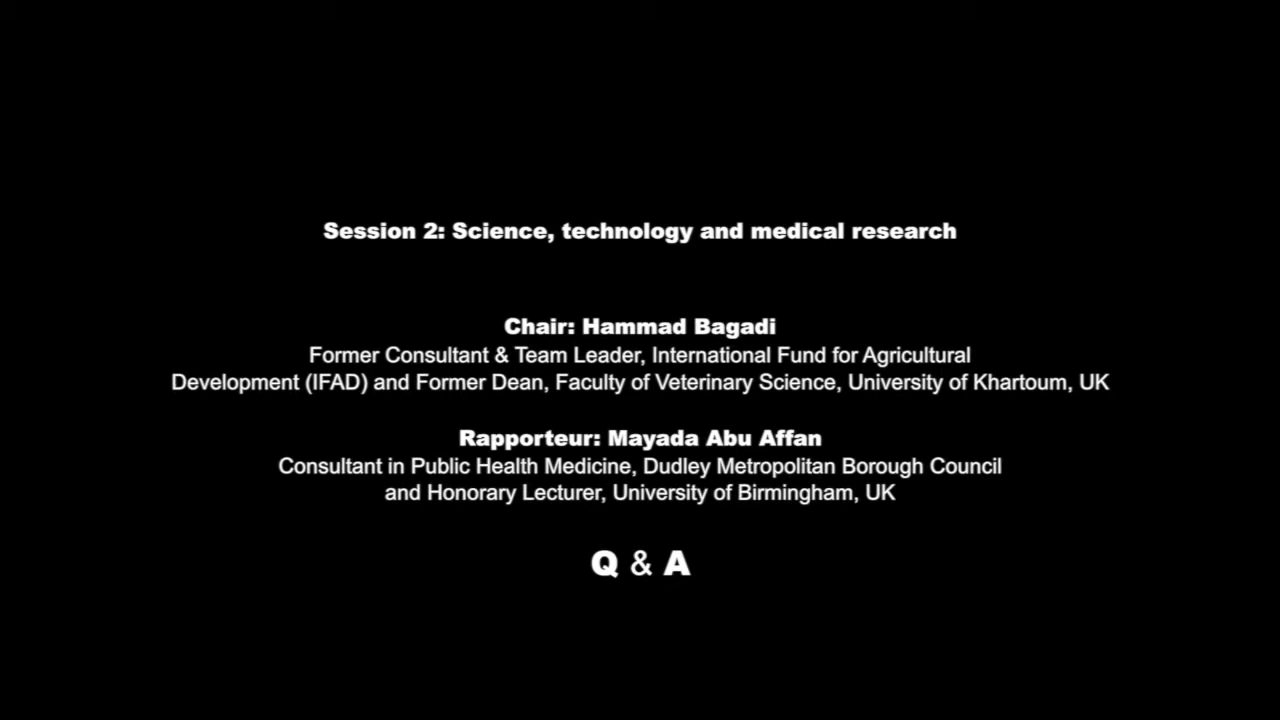 Session 2: Science, technology and medical research
Chair: Hammad Bagadi
Former Consultant & Team Leader, International Fund for Agricultural
Development (IFAD) and Former Dean, Faculty of Veterinary Science, University of Khartoum, UK
Rapporteur: Mayada Abu Affan
Consultant in Public Health Medicine, Dudley Metropolitan Borough Council
and Honorary Lecturer, University of Birmingham, UK
Q & A